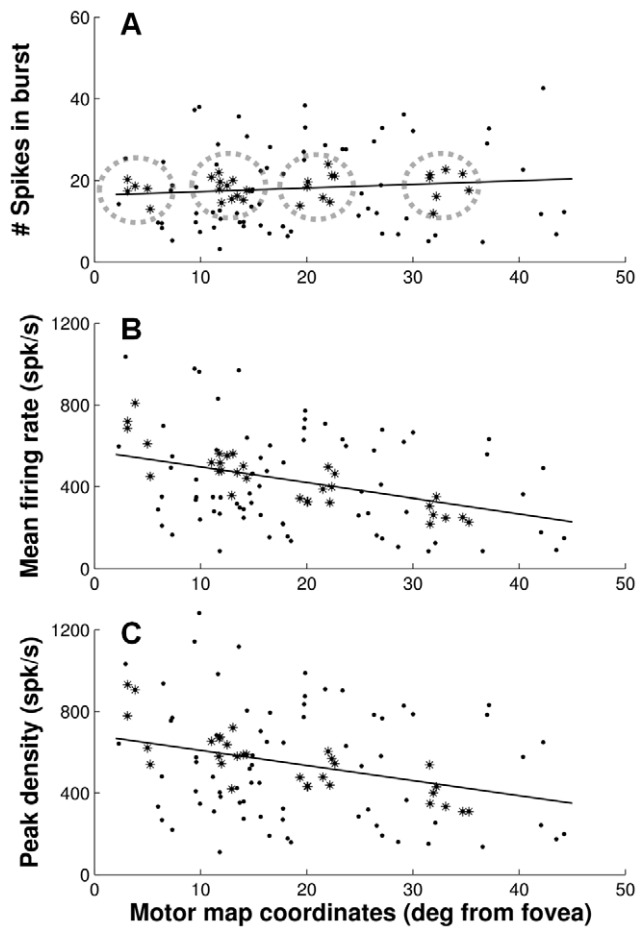 A
# Spikes in burst
60
40
20
0
0 10 20 30 40 50
B
Mean firing rate (spk/s)
1200
800
400
0
0 10 20 30 40 50
C
Peak density (spk/s)
1200
800
400
0
0 10 20 30 40 50
Motor map coordinates (deg from fovea)